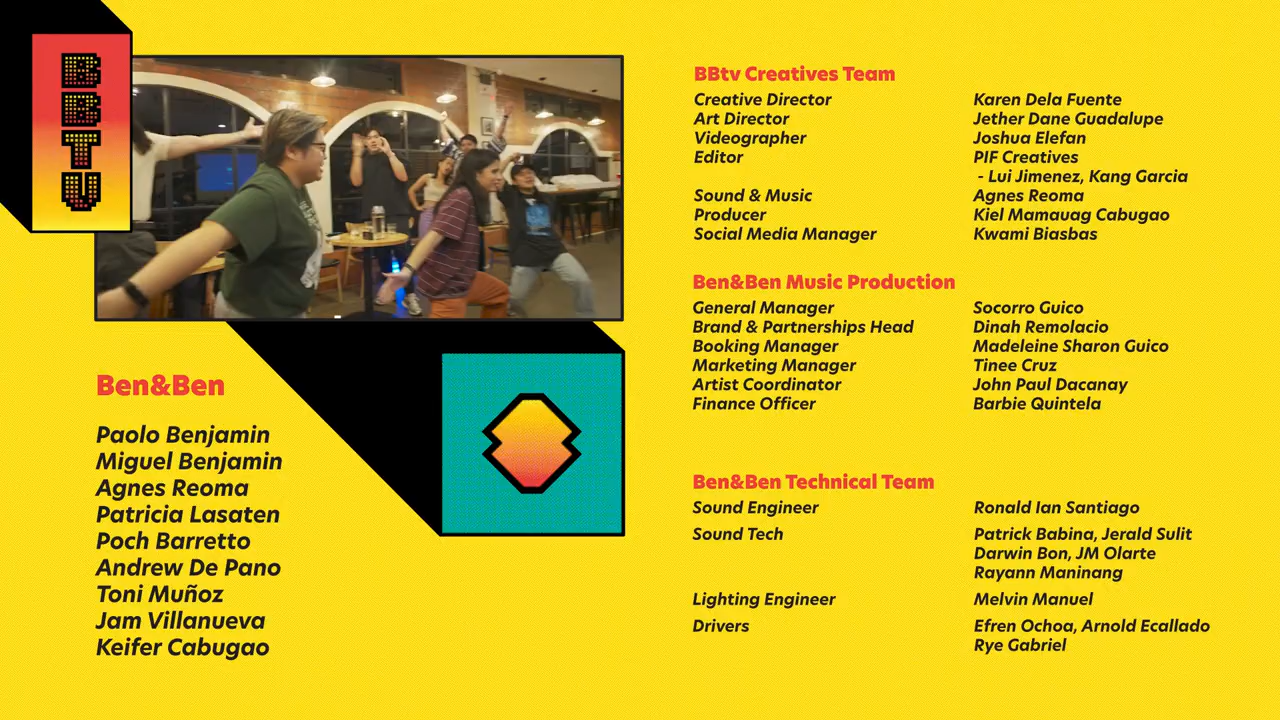 BBTV
Ben&Ben
Paolo Benjamin
Miguel Benjamin
Agnes Reoma
Patricia Lasaten
Poch Barretto
Andrew De Pano
Toni Muñoz
Jam Villanueva
Keifer Cabugao
BBtv Creatives Team
Creative Director Karen Dela Fuente
Art Director Jether Dane Guadalupe
Videographer Joshua Elefan
Editor PIF Creatives
- Lui Jimenez, Kang Garcia
Sound & Music Agnes Reoma
Producer Kiel Mamauag Cabugao
Social Media Manager Kwami Biasbas
Ben&Ben Music Production
General Manager Socorro Guico
Brand & Partnerships Head Dinah Remolacio
Booking Manager Madeleine Sharon Guico
Marketing Manager Tinee Cruz
Artist Coordinator John Paul Dacanay
Finance Officer Barbie Quintela
Ben&Ben Technical Team
Sound Engineer Ronald Ian Santiago
Sound Tech Patrick Babina, Jerald Sulit
Darwin Bon, JM Olarte
Rayann Maninang
Lighting Engineer Melvin Manuel
Drivers Efren Ochoa, Arnold Ecallado
Rye Gabriel